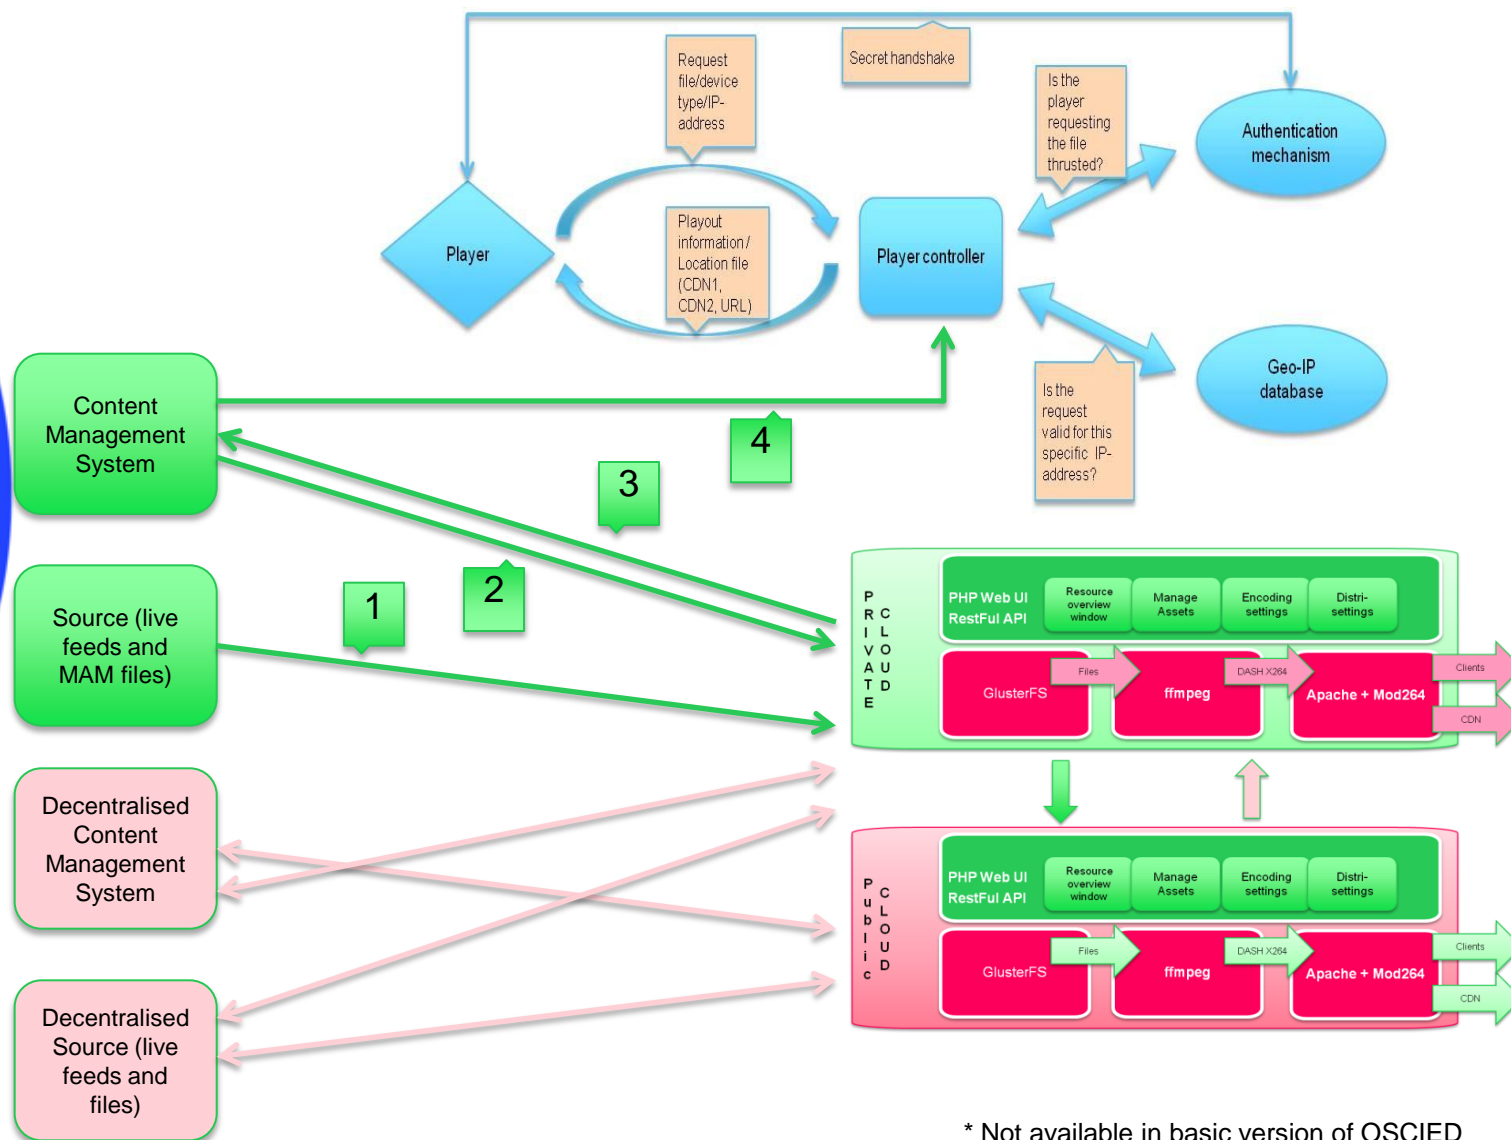 Request
file/device
type/IP-
address
Secret handshake
Is the
player
requesting
the file
thrusted?
Authentication
mechanism
Player
Playout
information /
Location file
(CDN1,
CDN2, URL)
Player controller
Geo-IP
database
Is the
request
valid for this
specific IP-
address?
Content
Management
System
4
3
2
1
Source (live
feeds and
MAM files)
Decentralised
Content
Management
System
Decentralised
Source (live
feeds and
files)
PRIVATE
CLOUD
PHP Web UI
RestFul API
Resource
overview
window
Manage
Assets
Encoding
settings
Distri-
settings
GlusterFS
Files
ffmpeg
DASH X264
Apache + Mod264
Clients
CDN
Public
CLOUD
PHP Web UI
RestFul API
Resource
overview
window
Manage
Assets
Encoding
settings
Distri-
settings
GlusterFS
Files
ffmpeg
DASH X264
Apache + Mod264
Clients
CDN
* Not available in basic version of OSCIED